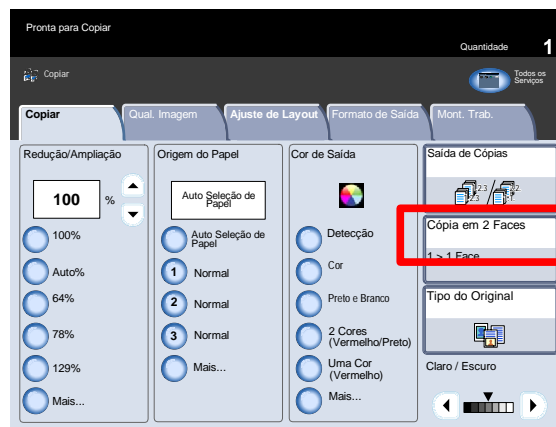 Pronta para Copiar
Quantidade 1
Copiar
Todos os
Serviços
Copiar
Qual. Imagem
Ajuste de Layout
Formato de Saída
Mont. Trab.
Redução/Ampliação
100 %
100%
Auto%
64%
78%
129%
Mais...
Origem do Papel
Auto Seleção de
Papel
Auto Seleção de
Papel
1 Normal
2 Normal
3 Normal
Mais...
Cor de Saída
Detecção
Cor
Preto e Branco
2 Cores
(Vermelho/Preto)
Uma Cor
(Vermelho)
Mais...
Saída de Cópias
Cópia em 2 Faces
1 > 1 Face
Tipo do Original
Claro / Escuro